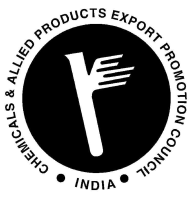 CHEMICALS & ALLIED PRODUCTS EXPORT PROMOTION COUNCIL
• INDIA •